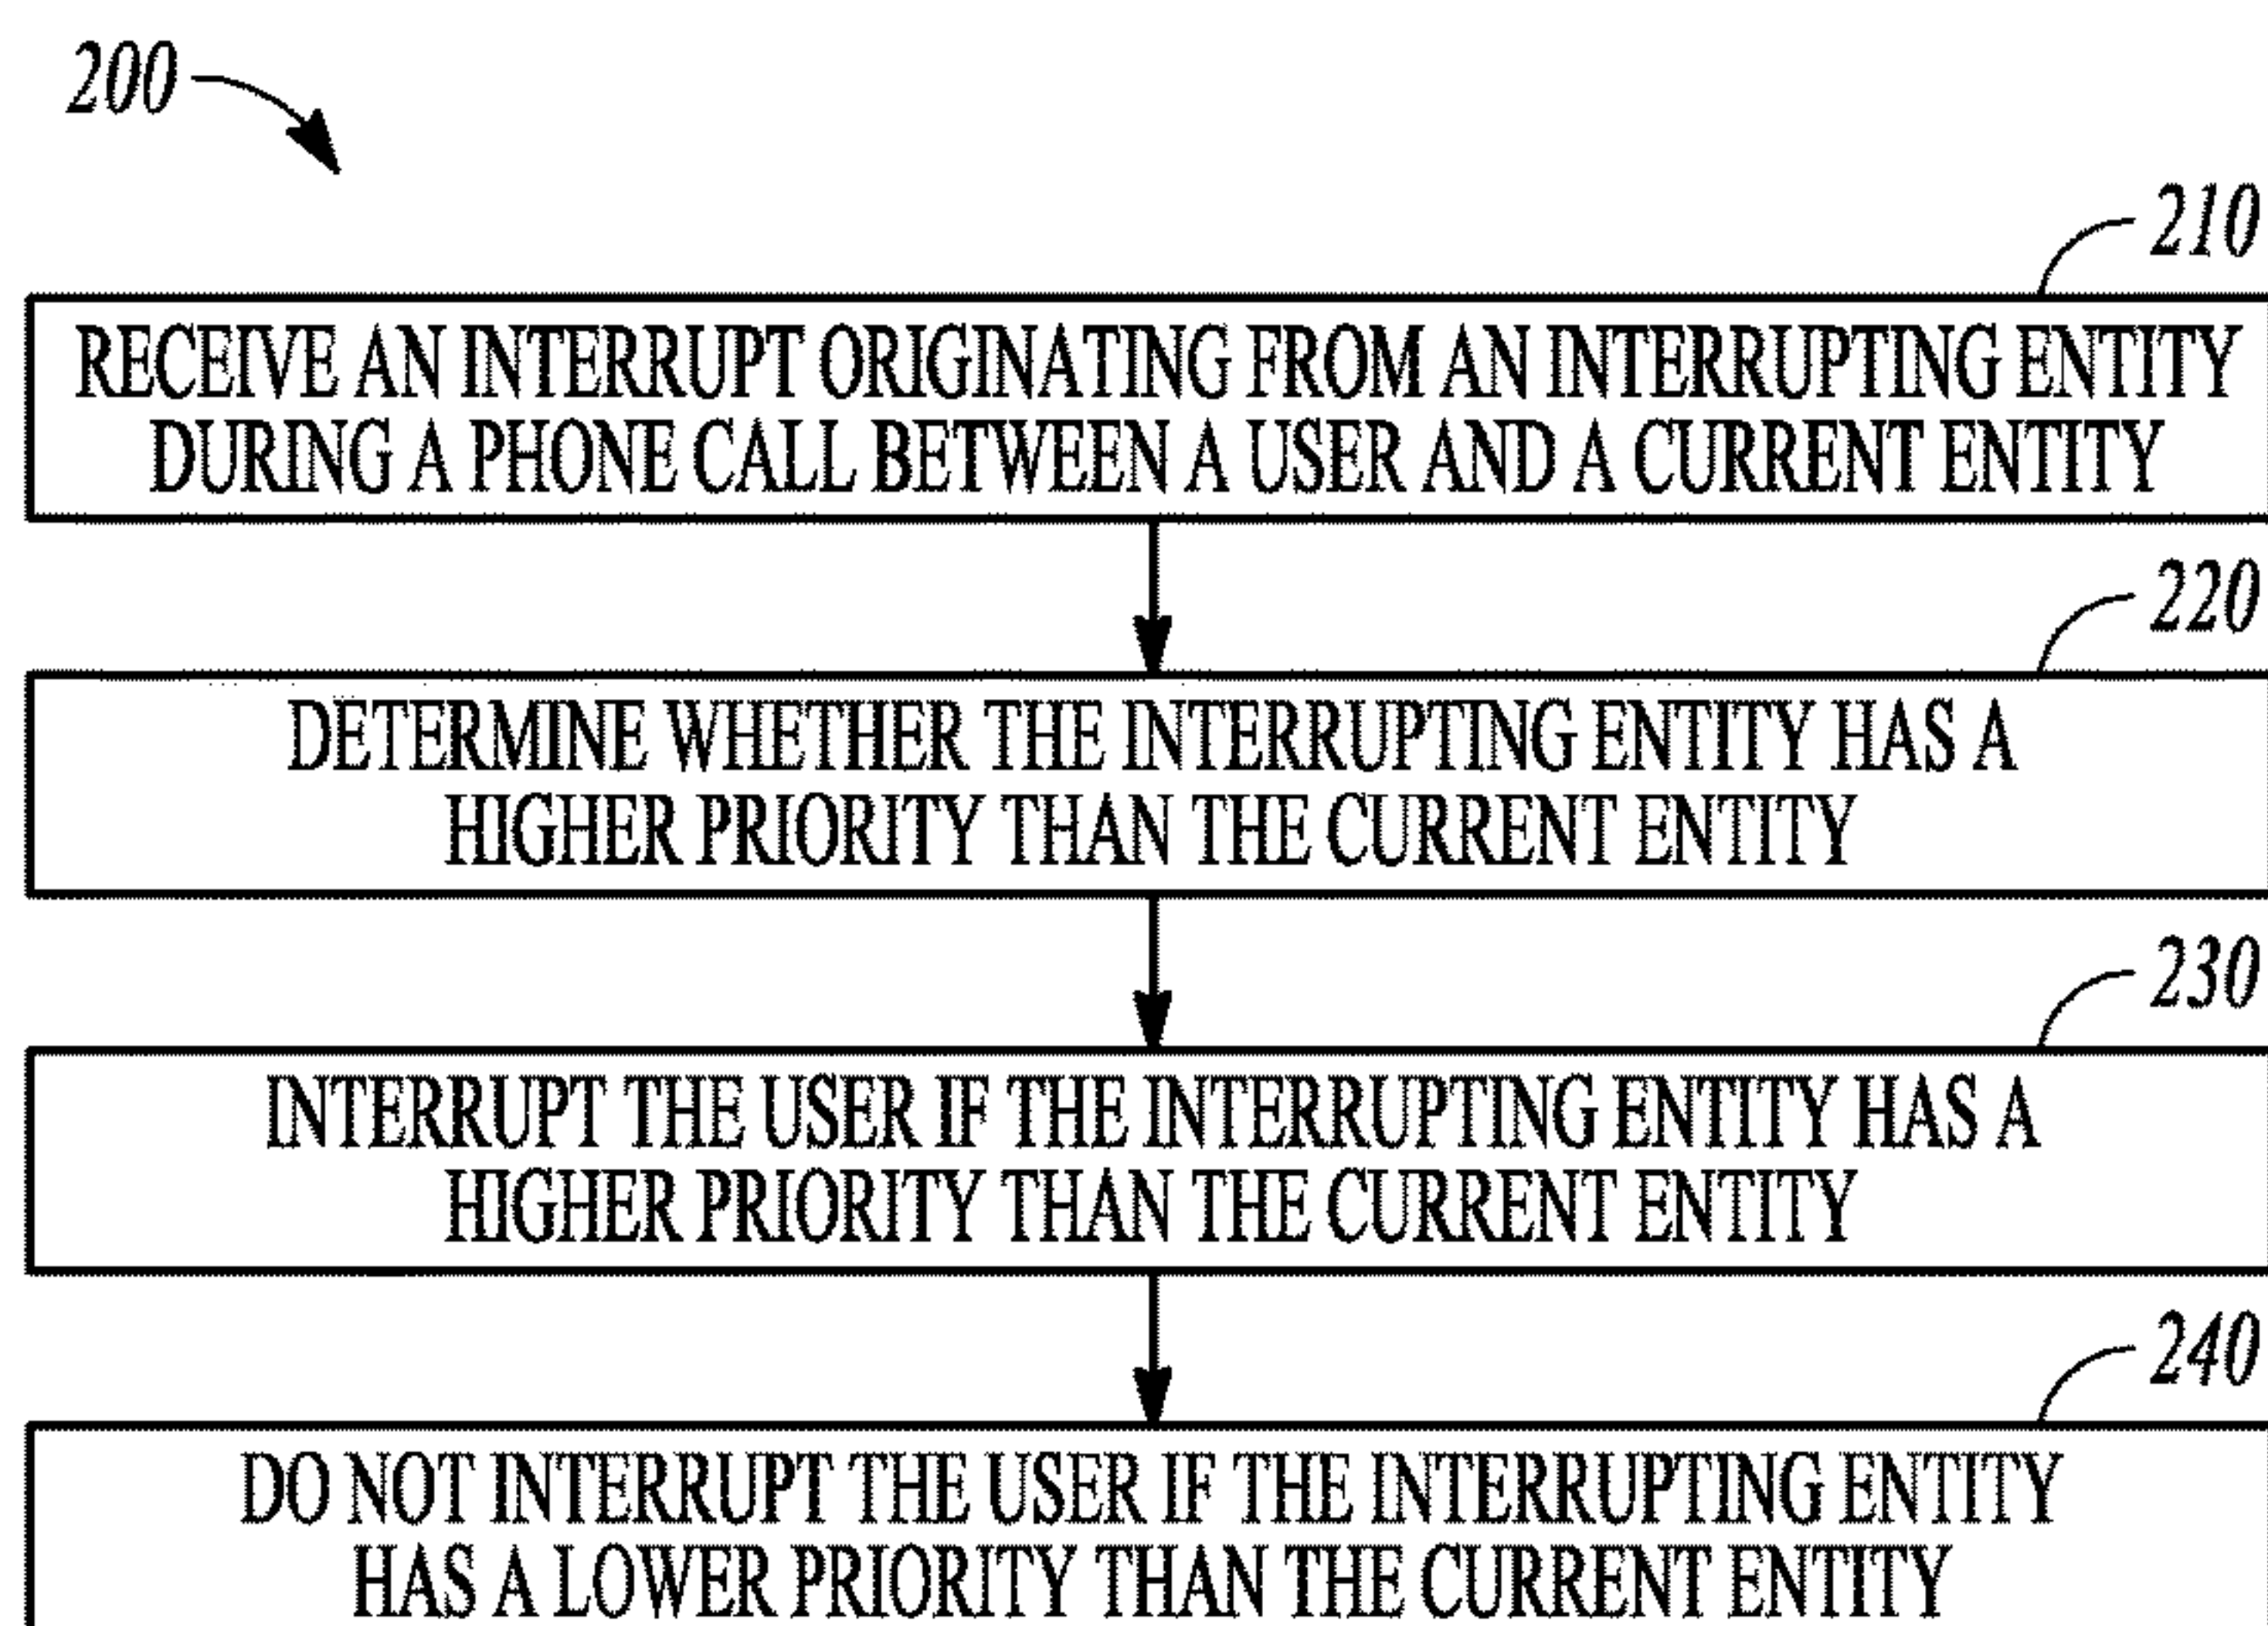 200
210
RECEIVE AN INTERRUPT ORIGINATING FROM AN INTERRUPTING ENTITY
DURING A PHONE CALL BETWEEN A USER AND A CURRENT ENTITY
220
DETERMINE WHETHER THE INTERRUPTING ENTITY HAS A
HIGHER PRIORITY THAN THE CURRENT ENTITY
230
INTERRUPT THE USER IF THE INTERRUPTING ENTITY HAS A
HIGHER PRIORITY THAN THE CURRENT ENTITY
240
DO NOT INTERRUPT THE USER IF THE INTERRUPTING ENTITY
HAS A LOWER PRIORITY THAN THE CURRENT ENTITY